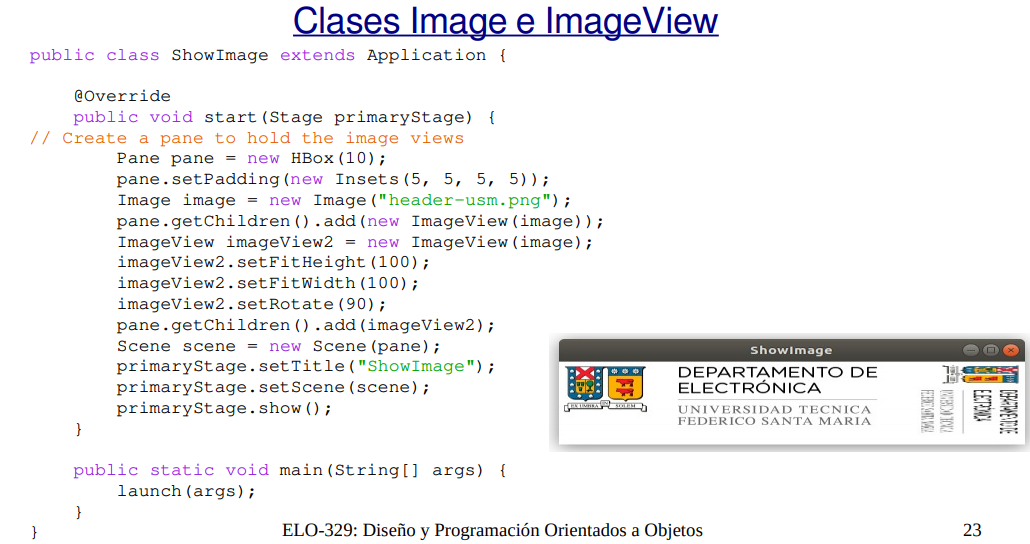 Clases Image e ImageView
public class ShowImage extends Application {
@Override
public void start(Stage primaryStage) {
// Create a pane to hold the image views
Pane pane = new HBox(10);
pane.setPadding(new Insets(5, 5, 5, 5));
Image image = new Image("header-usm.png");
pane.getChildren().add(new ImageView(image));
ImageView imageView2 = new ImageView(image);
imageView2.setFitHeight(100);
imageView2.setFitWidth(100);
imageView2.setRotate(90);
pane.getChildren().add(imageView2);
Scene scene = new Scene(pane);
primaryStage.setTitle("ShowImage");
primaryStage.setScene(scene);
primaryStage.show();
}
public static void main(String[] args) {
launch(args);
}
}
ShowImage
DEPARTAMENTO DE
ELECTRÓNICA
UNIVERSIDAD TECNICA
FEDERICO SANTA MARIA
EX UMBRA IN SOLEM
DEPARTAMENTO DE
ELECTRÓNICA
UNIVERSIDAD TECNICA
FEDERICO SANTA MARIA
ELO-329: Diseño y Programación Orientados a Objetos
23